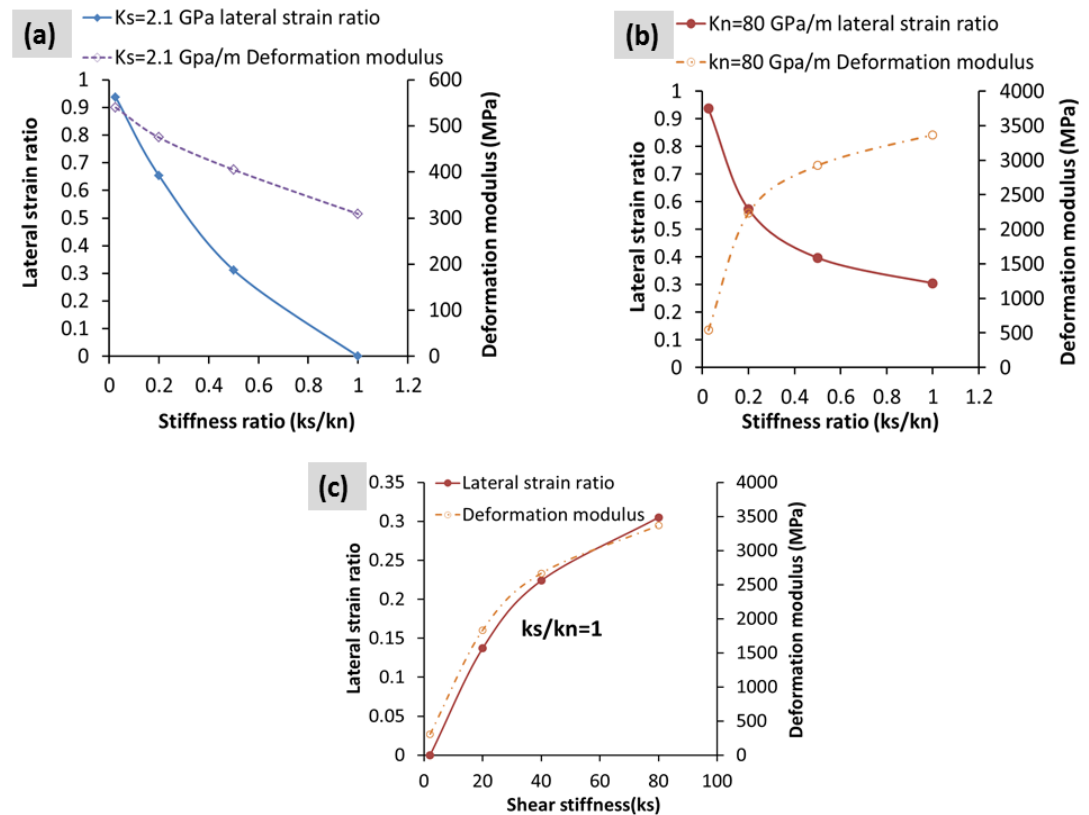 (a)
Ks=2.1 GPa lateral strain ratio
Ks=2.1 Gpa/m Deformation modulus
Lateral strain ratio
1
0.9
0.8
0.7
0.6
0.5
0.4
0.3
0.2
0.1
0
600
500
400
300
200
100
0
Deformation modulus (MPa)
0 0.2 0.4 0.6 0.8 1 1.2
Stiffness ratio (ks/kn)
(b)
Kn=80 GPa/m lateral strain ratio
kn=80 Gpa/m Deformation modulus
Lateral strain ratio
1
0.9
0.8
0.7
0.6
0.5
0.4
0.3
0.2
0.1
0
4000
3500
3000
2500
2000
1500
1000
500
0
Deformation modulus (MPa)
0 0.2 0.4 0.6 0.8 1 1.2
Stiffness ratio (ks/kn)
(c)
Lateral strain ratio
Deformation modulus
Lateral strain ratio
0.35
0.3
0.25
0.2
0.15
0.1
0.05
0
ks/kn=1
4000
3500
3000
2500
2000
1500
1000
500
0
Deformation modulus (MPa)
0 20 40 60 80 100
Shear stiffness(ks)